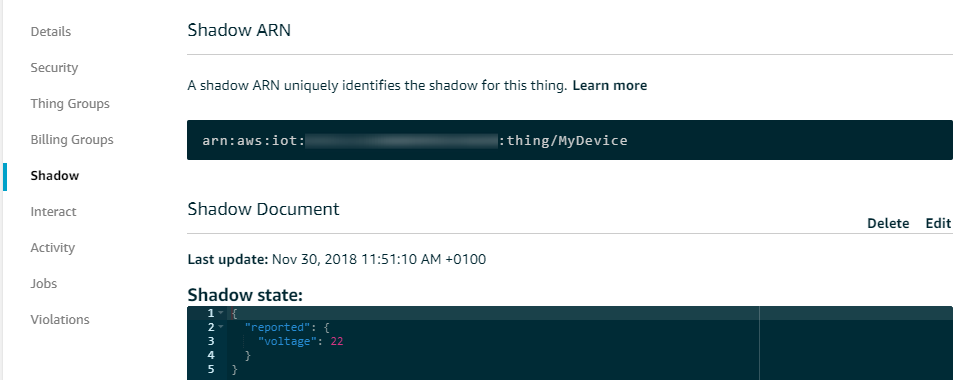 Details
Security
Thing Groups
Billing Groups
Shadow
Interact
Activity
Jobs
Violations
Shadow ARN
A shadow ARN uniquely identifies the shadow for this thing. Learn more
arn:aws:iot: :thing/MyDevice
Shadow Document
Delete Edit
Last update: Nov 30, 2018 11:51:10 AM +0100
Shadow state:
1 {
2 "reported": {
3 "voltage": 22
4 }
5 }